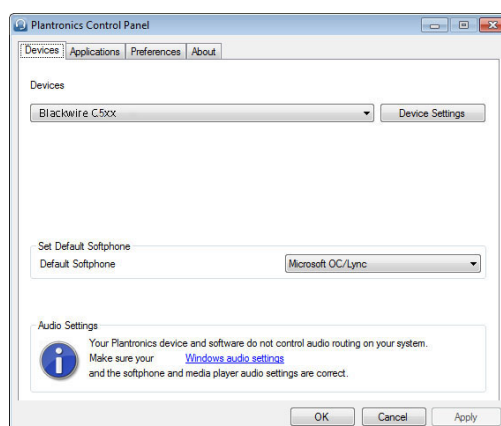 Plantronics Control Panel
Devices Applications Preferences About
Devices
Blackwire C5xx Device Settings
Set Default Softphone
Default Softphone Microsoft OC/Lync
Audio Settings
Your Plantronics device and software do not control audio routing on your system.
Make sure your Windows audio settings
and the softphone and media player audio settings are correct.
OK Cancel Apply